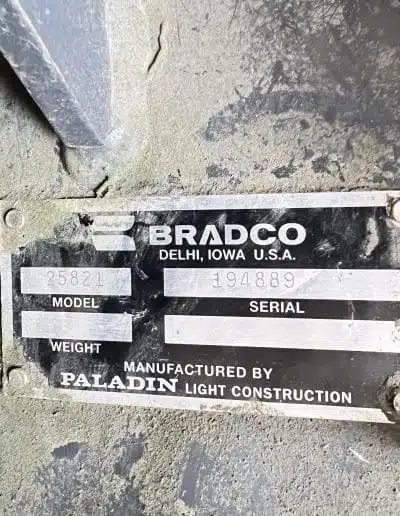 BRADCO
DELHI, IOWA U.S.A.
25821 194889
MODEL SERIAL
WEIGHT
MANUFACTURED BY
PALADIN LIGHT CONSTRUCTION